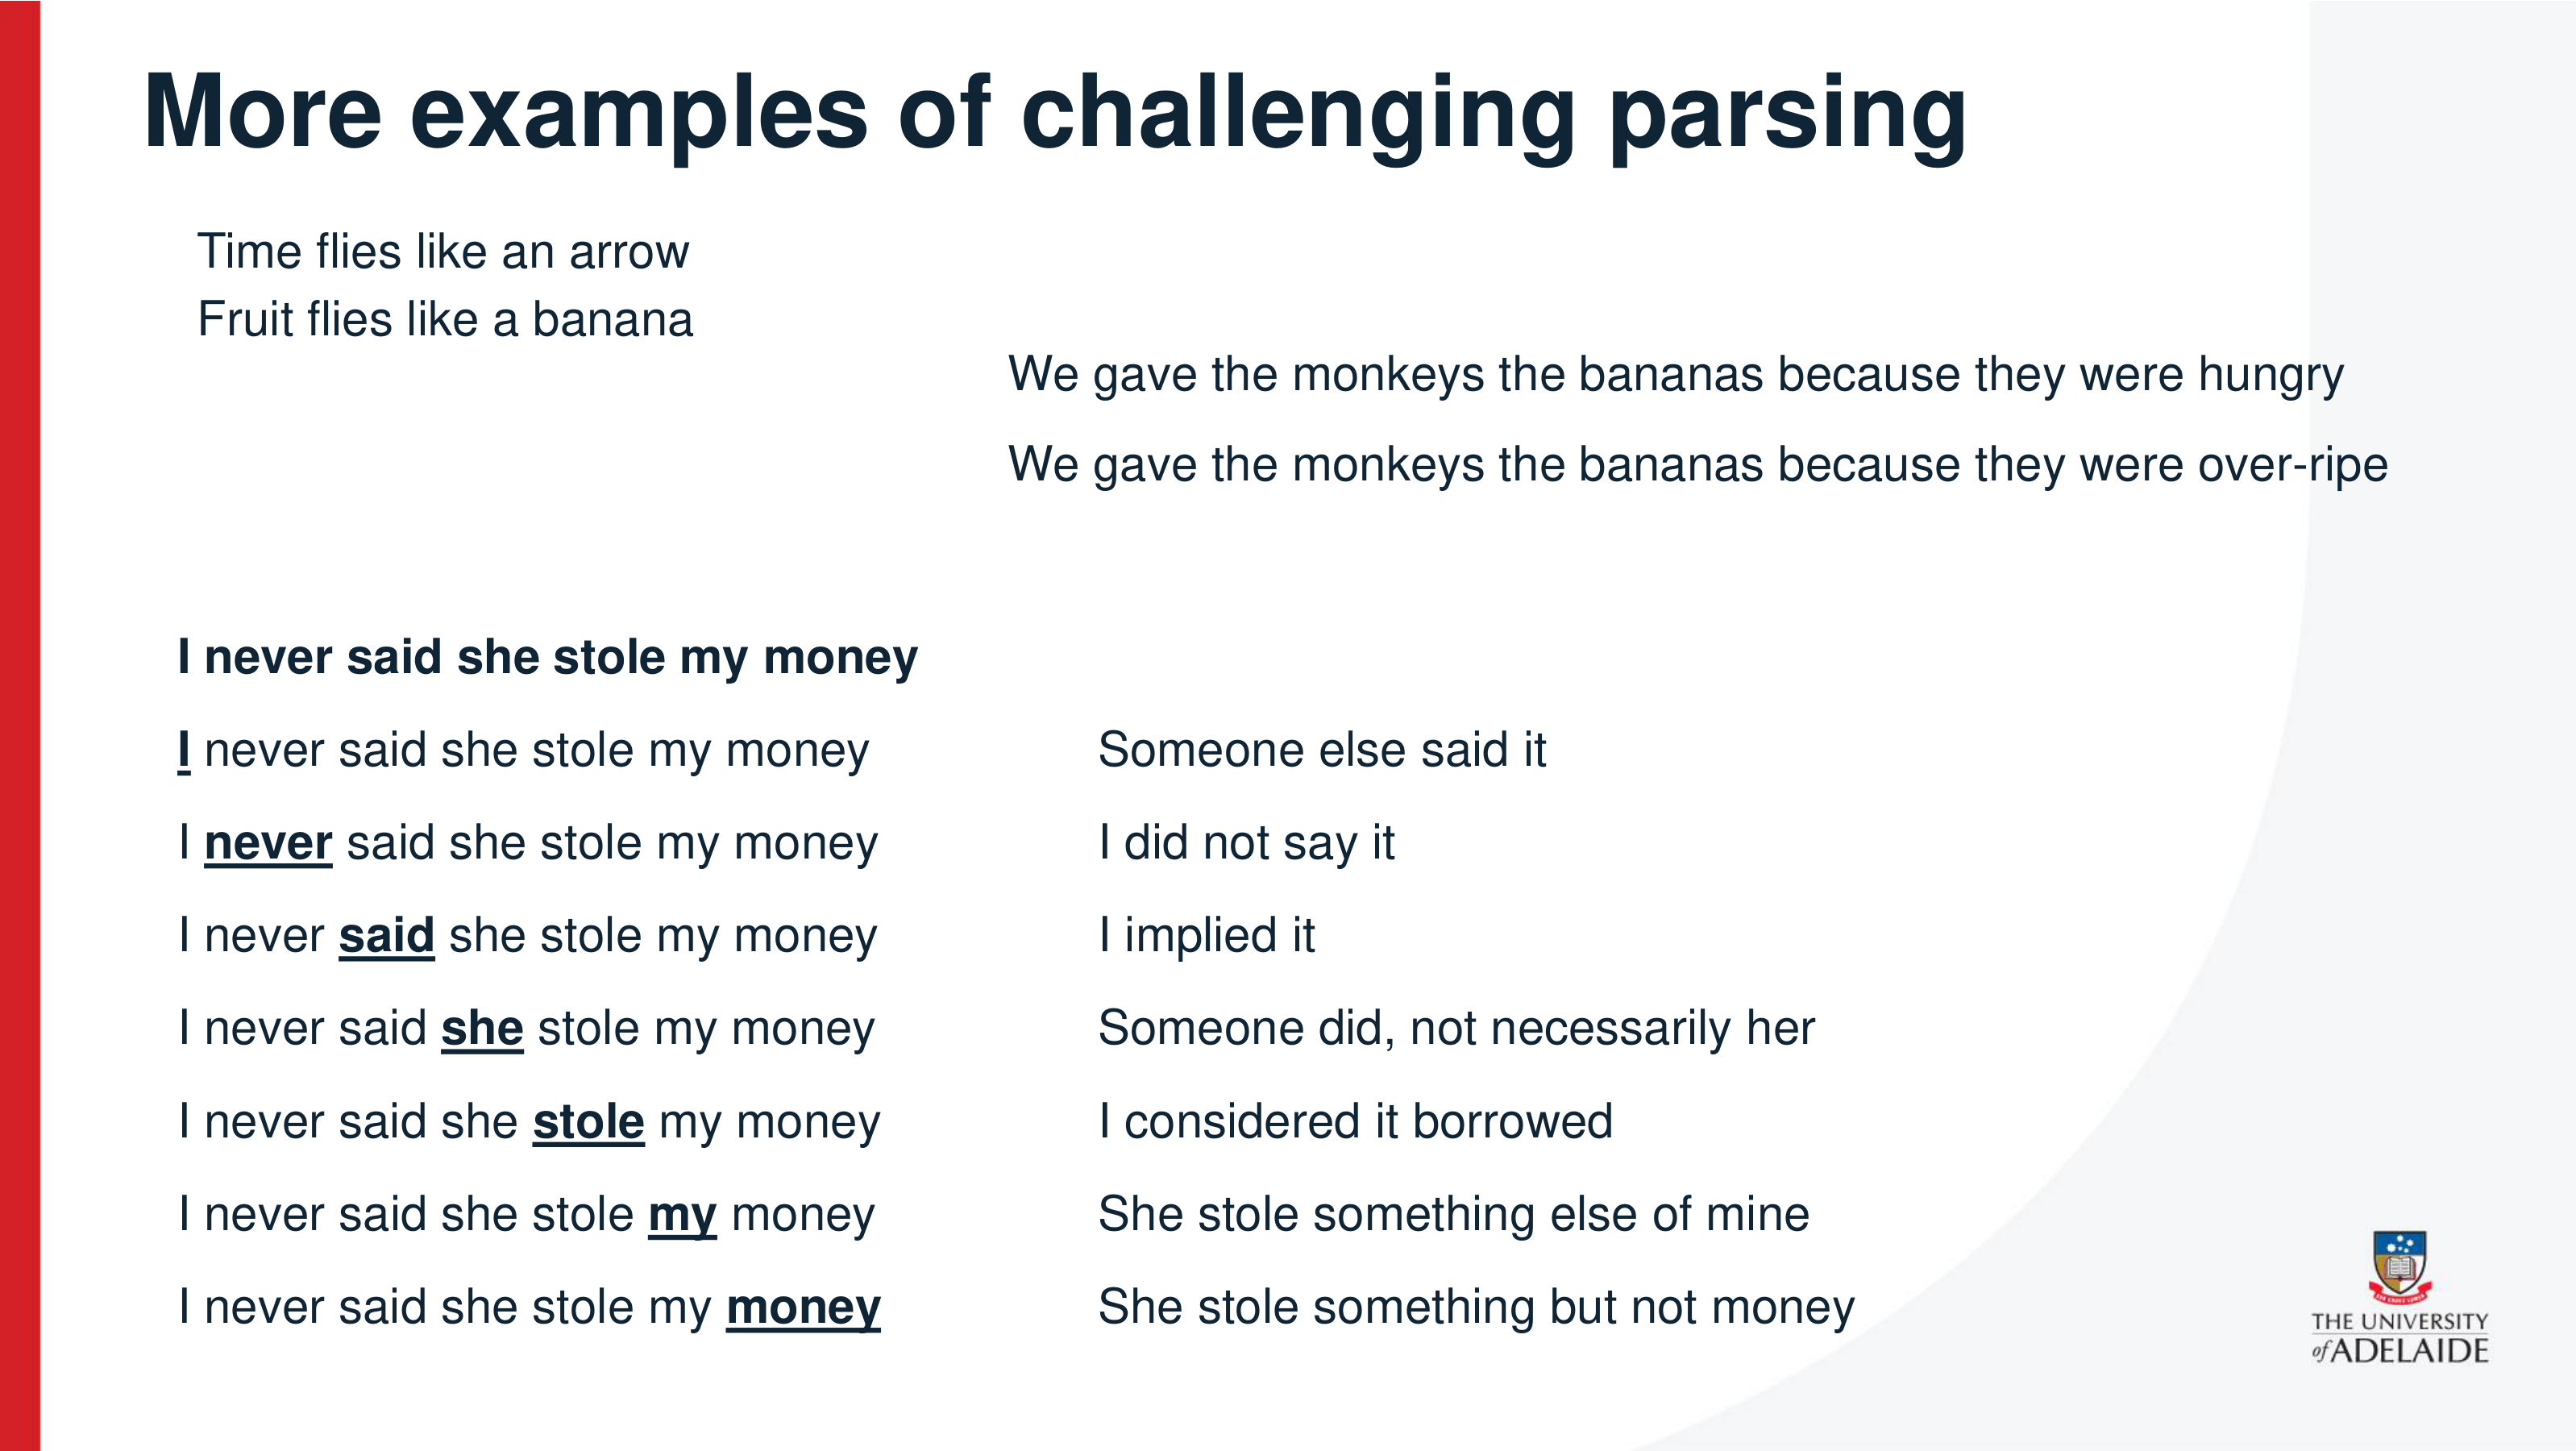 More examples of challenging parsing
Time flies like an arrow
Fruit flies like a banana
We gave the monkeys the bananas because they were hungry
We gave the monkeys the bananas because they were over-ripe
I never said she stole my money
I never said she stole my money Someone else said it
I never said she stole my money I did not say it
I never said she stole my money I implied it
I never said she stole my money Someone did, not necessarily her
I never said she stole my money I considered it borrowed
I never said she stole my money She stole something else of mine
I never said she stole my money She stole something but not money
THE UNIVERSITY
of ADELAIDE